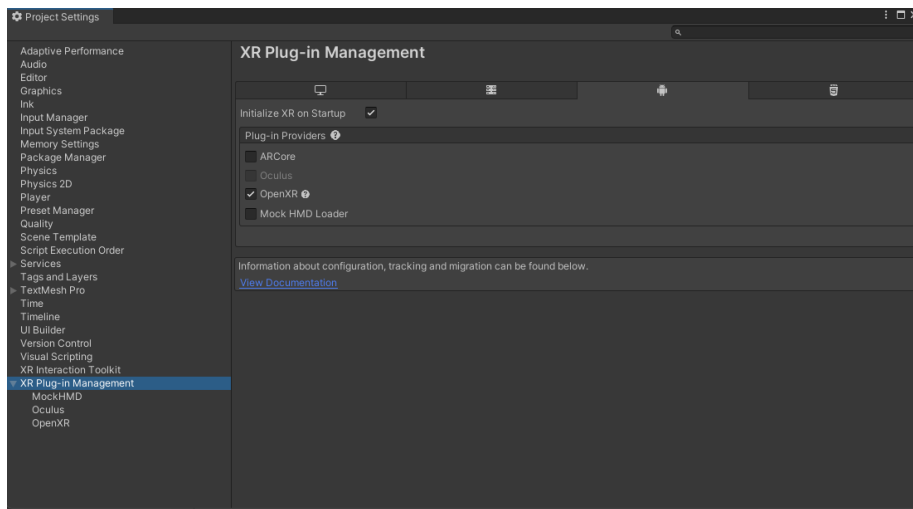 Project Settings
Adaptive Performance
Audio
Editor
Graphics
Ink
Input Manager
Input System Package
Memory Settings
Package Manager
Physics
Physics 2D
Player
Preset Manager
Quality
Scene Template
Script Execution Order
Services
Tags and Layers
TextMesh Pro
Time
Timeline
UI Builder
Version Control
Visual Scripting
XR Interaction Toolkit
XR Plug-in Management
MockHMD
Oculus
OpenXR
XR Plug-in Management
Initialize XR on Startup
Plug-in Providers
ARCore
Oculus
OpenXR
Mock HMD Loader
Information about configuration, tracking and migration can be found below.
View Documentation